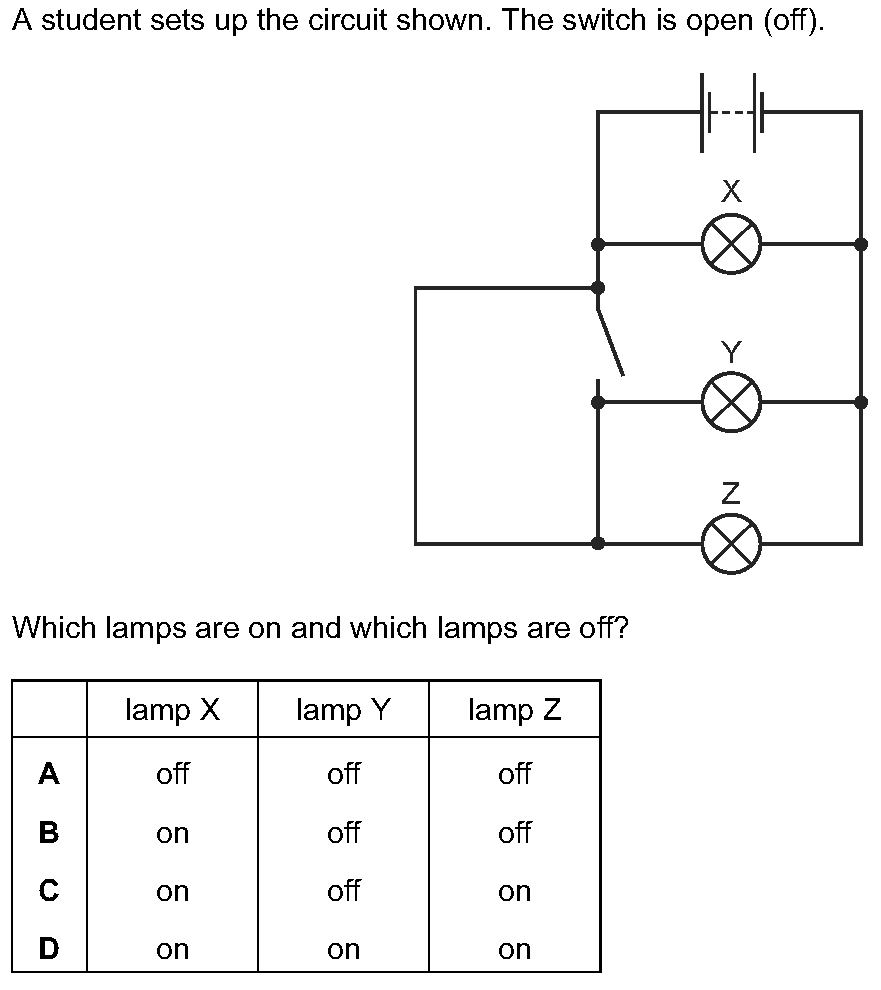 A student sets up the circuit shown. The switch is open (off).
X
Y
Z
Which lamps are on and which lamps are off?
lamp X lamp Y lamp Z
A off off off
B on off off
C on off on
D on on on